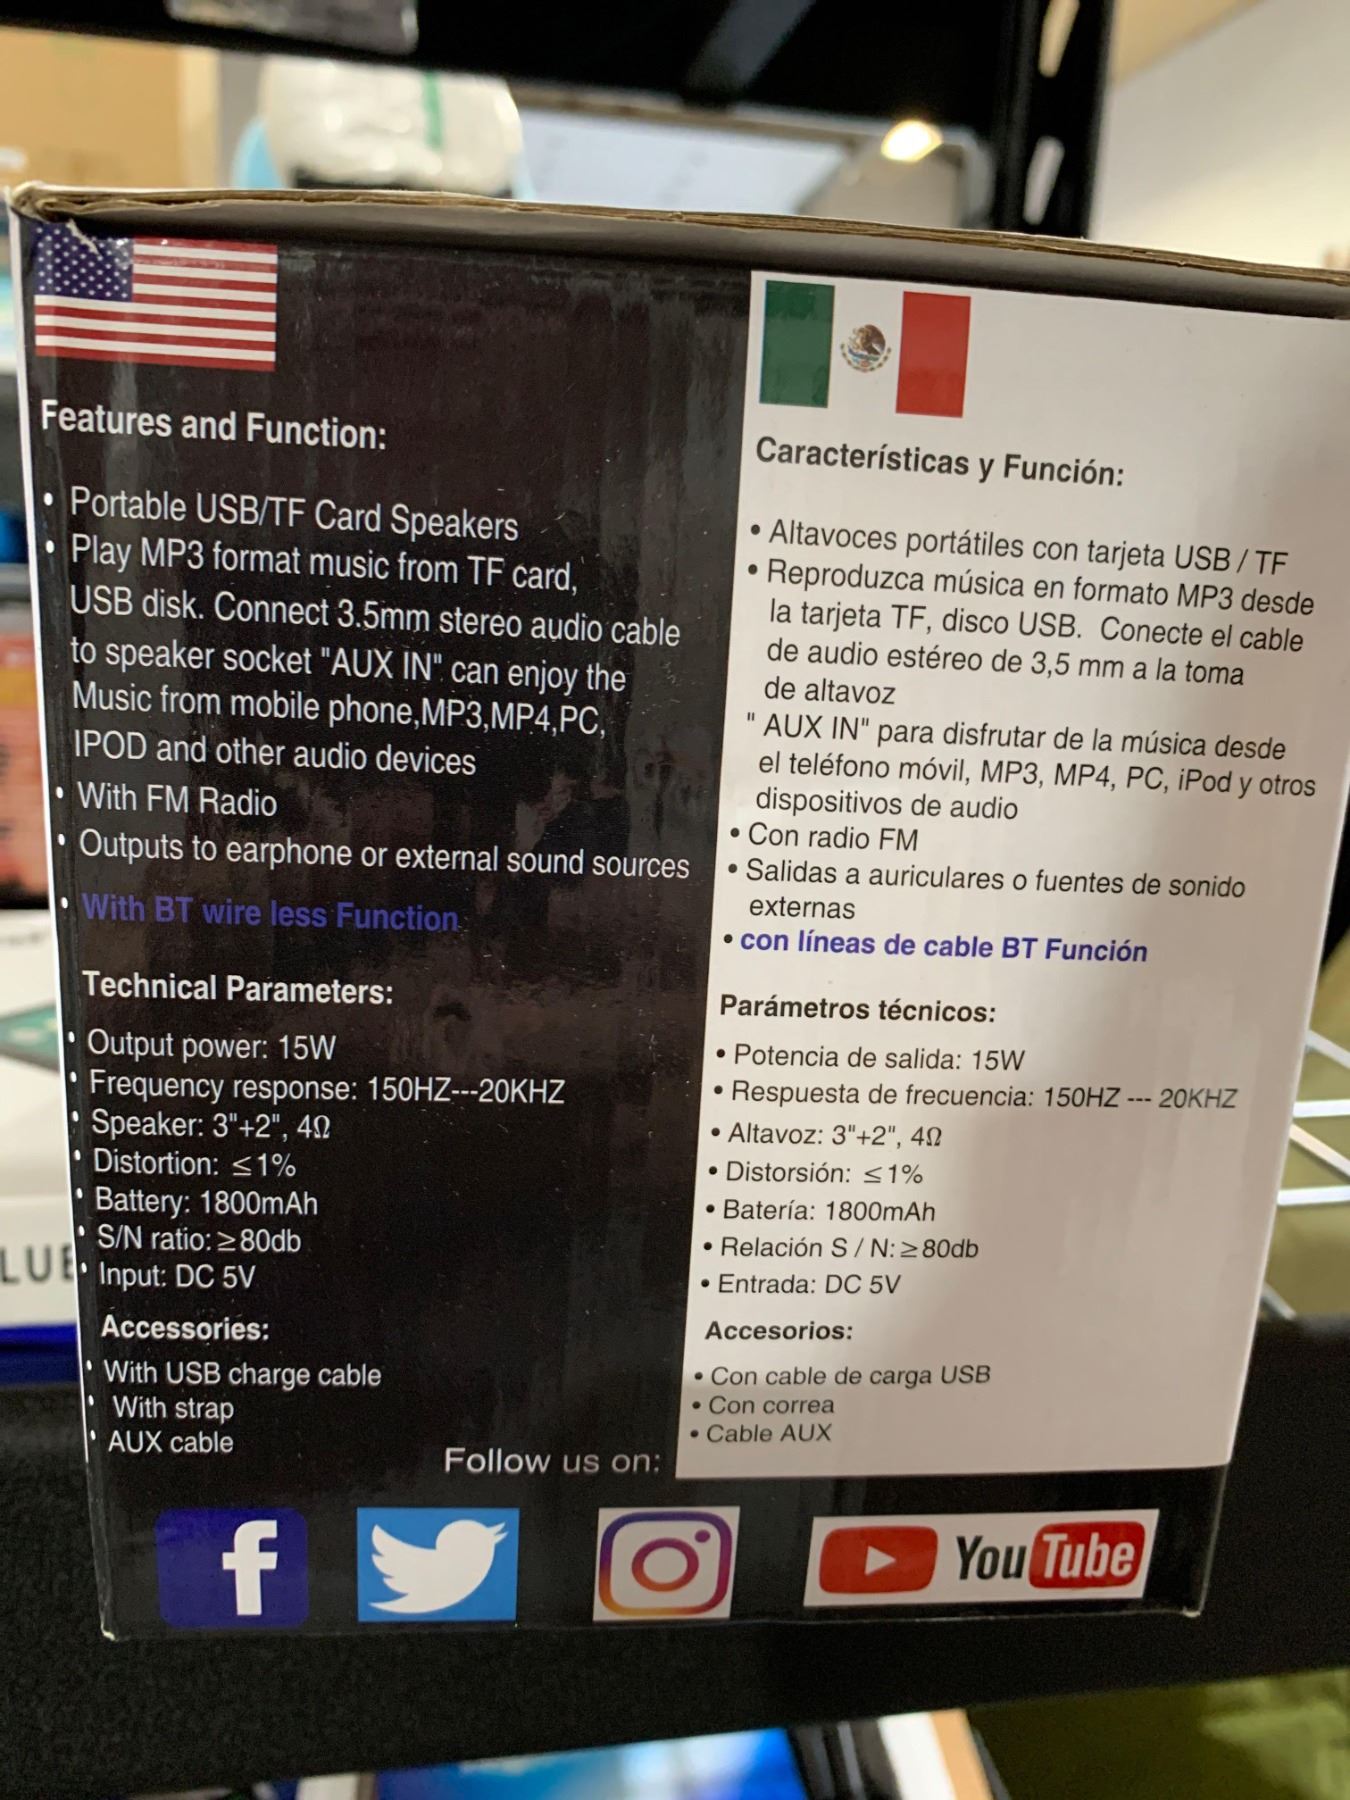 Features and Function:
• Portable USB/TF Card Speakers
• Play MP3 format music from TF card,
USB disk. Connect 3.5mm stereo audio cable
to speaker socket "AUX IN" can enjoy the
Music from mobile phone,MP3,MP4,PC,
IPOD and other audio devices
• With FM Radio
• Outputs to earphone or external sound sources
• With BT wire less Function
Technical Parameters:
• Output power: 15W
• Frequency response: 150HZ---20KHZ
• Speaker: 3"+2", 4Ω
• Distortion: ≤1%
• Battery: 1800mAh
• S/N ratio:≥80db
• Input: DC 5V
Accessories:
• With USB charge cable
• With strap
• AUX cable
Características y Función:
• Altavoces portátiles con tarjeta USB / TF
• Reproduzca música en formato MP3 desde
la tarjeta TF, disco USB. Conecte el cable
de audio estéreo de 3,5 mm a la toma
de altavoz
" AUX IN" para disfrutar de la música desde
el teléfono móvil, MP3, MP4, PC, iPod y otros
dispositivos de audio
• Con radio FM
• Salidas a auriculares o fuentes de sonido
externas
• con líneas de cable BT Función
Parámetros técnicos:
• Potencia de salida: 15W
• Respuesta de frecuencia: 150HZ --- 20KHZ
• Altavoz: 3"+2", 4Ω
• Distorsión: ≤1%
• Batería: 1800mAh
• Relación S / N:≥80db
• Entrada: DC 5V
Accesorios:
• Con cable de carga USB
• Con correa
• Cable AUX
Follow us on:
f
YouTube
LUE